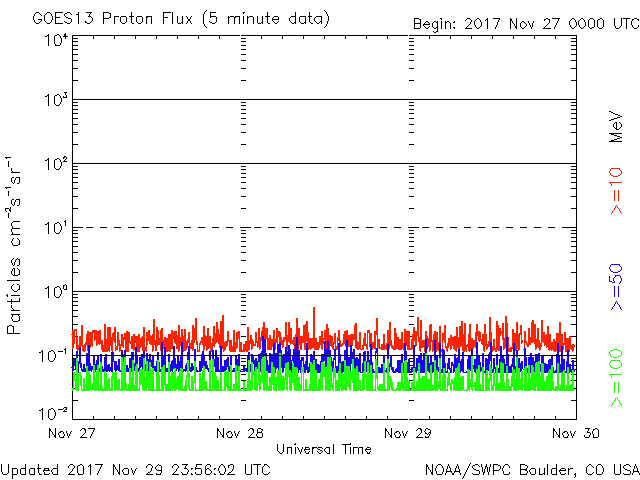 GOES13 Proton Flux (5 minute data)
Begin: 2017 Nov 27 0000 UTC
Particles cm⁻²s⁻¹sr⁻¹
10⁴
10³
10²
10¹
10⁰
10⁻¹
10⁻²
MeV
>=10
>=50
>=100
Nov 27
Nov 28
Nov 29
Nov 30
Universal Time
Updated 2017 Nov 29 23:56:02 UTC
NOAA/SWPC Boulder, CO USA